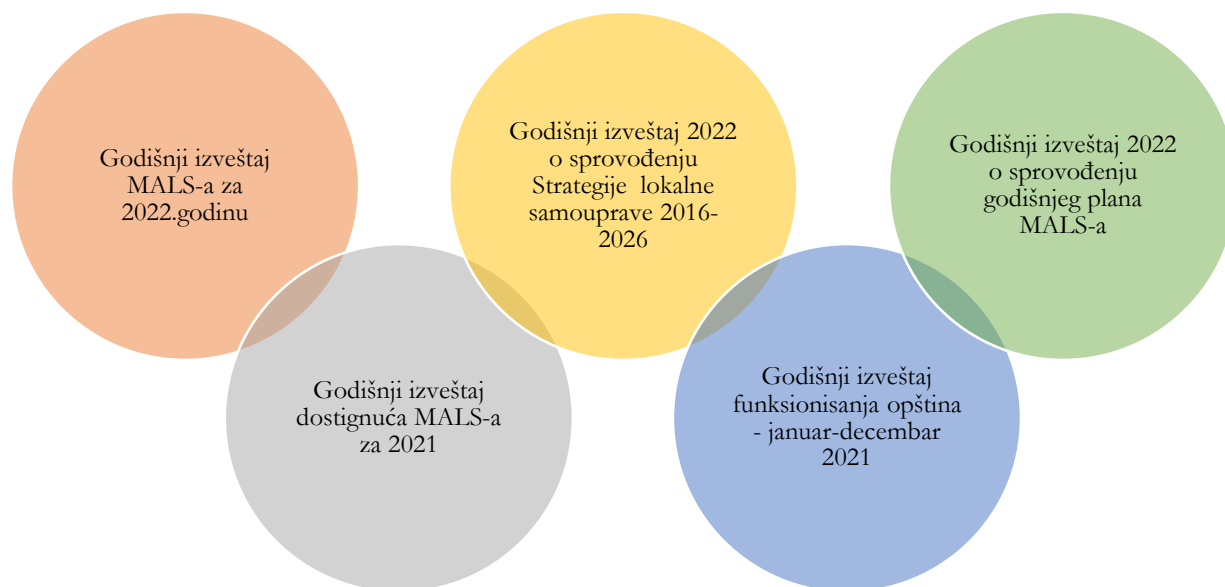 Godišnji izveštaj
MALS-a za
2022.godinu
Godišnji izveštaj
dostignuća MALS-a
za 2021
Godišnji izveštaj 2022
o sprovođenju
Strategije  lokalne
samouprave 2016-
2026
Godišnji izveštaj
funksionisanja opština
- januar-decembar
2021
Godišnji izveštaj 2022
o sprovođenju
godišnjeg plana
MALS-a